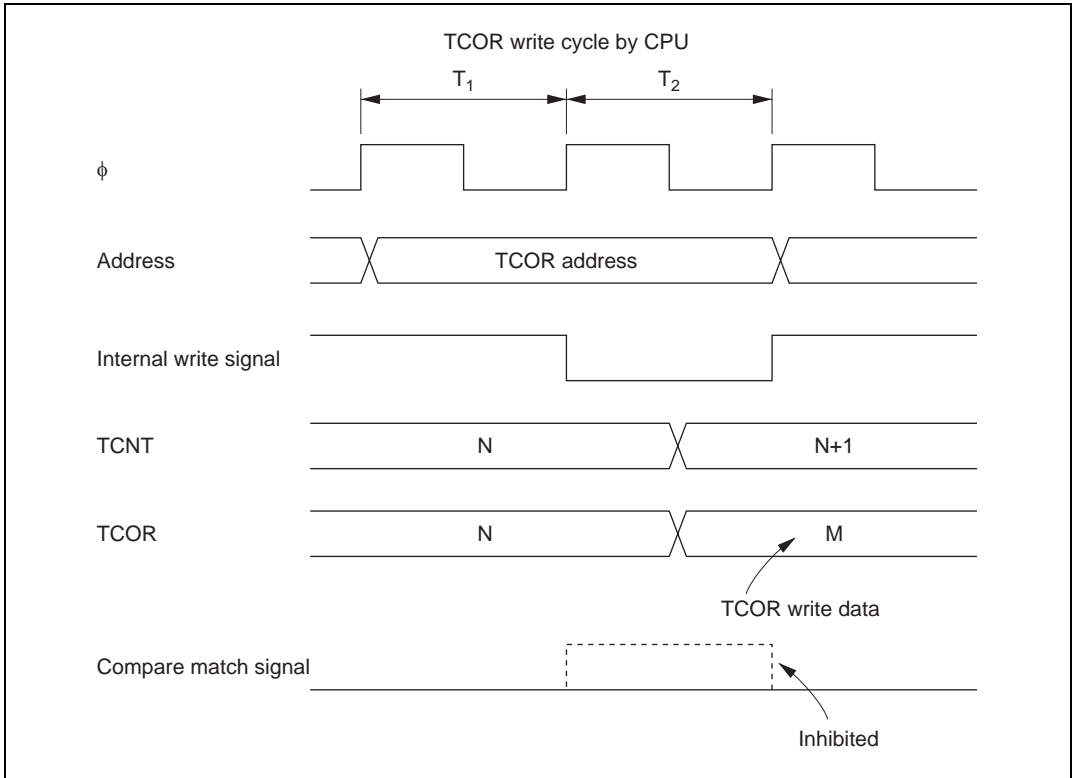 TCOR write cycle by CPU
T1 T2
φ
Address TCOR address
Internal write signal
TCNT N N+1
TCOR N M
TCOR write data
Compare match signal
Inhibited